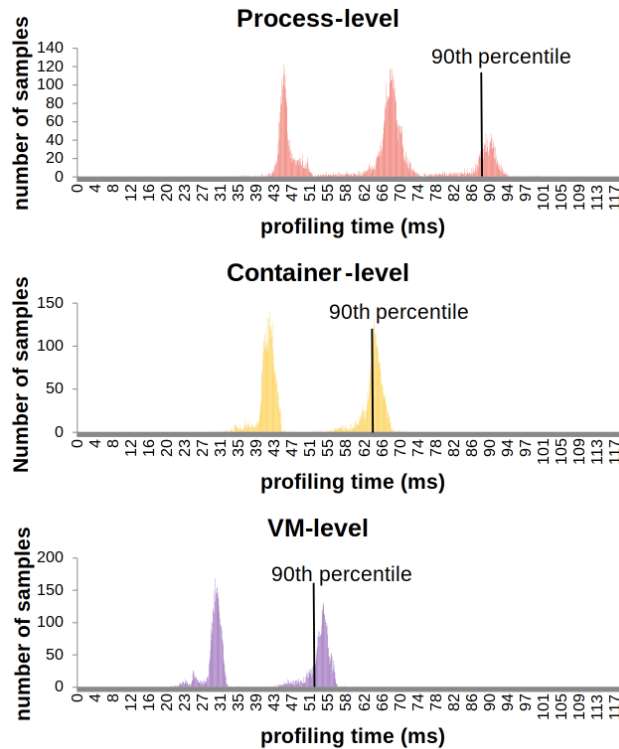 Process-level
90th percentile
number of samples
140
120
100
80
60
40
20
0
0 4 8 12 16 20 23 27 31 35 39 43 47 51 55 58 62 66 70 74 78 82 86 90 94 97 101 105 109 113 117
profiling time (ms)
Container-level
90th percentile
Number of samples
150
100
50
0
0 4 8 12 16 20 23 27 31 35 39 43 47 51 55 58 62 66 70 74 78 82 86 90 94 97 101 105 109 113 117
profiling time (ms)
VM-level
90th percentile
number of samples
200
150
100
50
0
0 4 8 12 16 20 23 27 31 35 39 43 47 51 55 58 62 66 70 74 78 82 86 90 94 97 101 105 109 113 117
profiling time (ms)